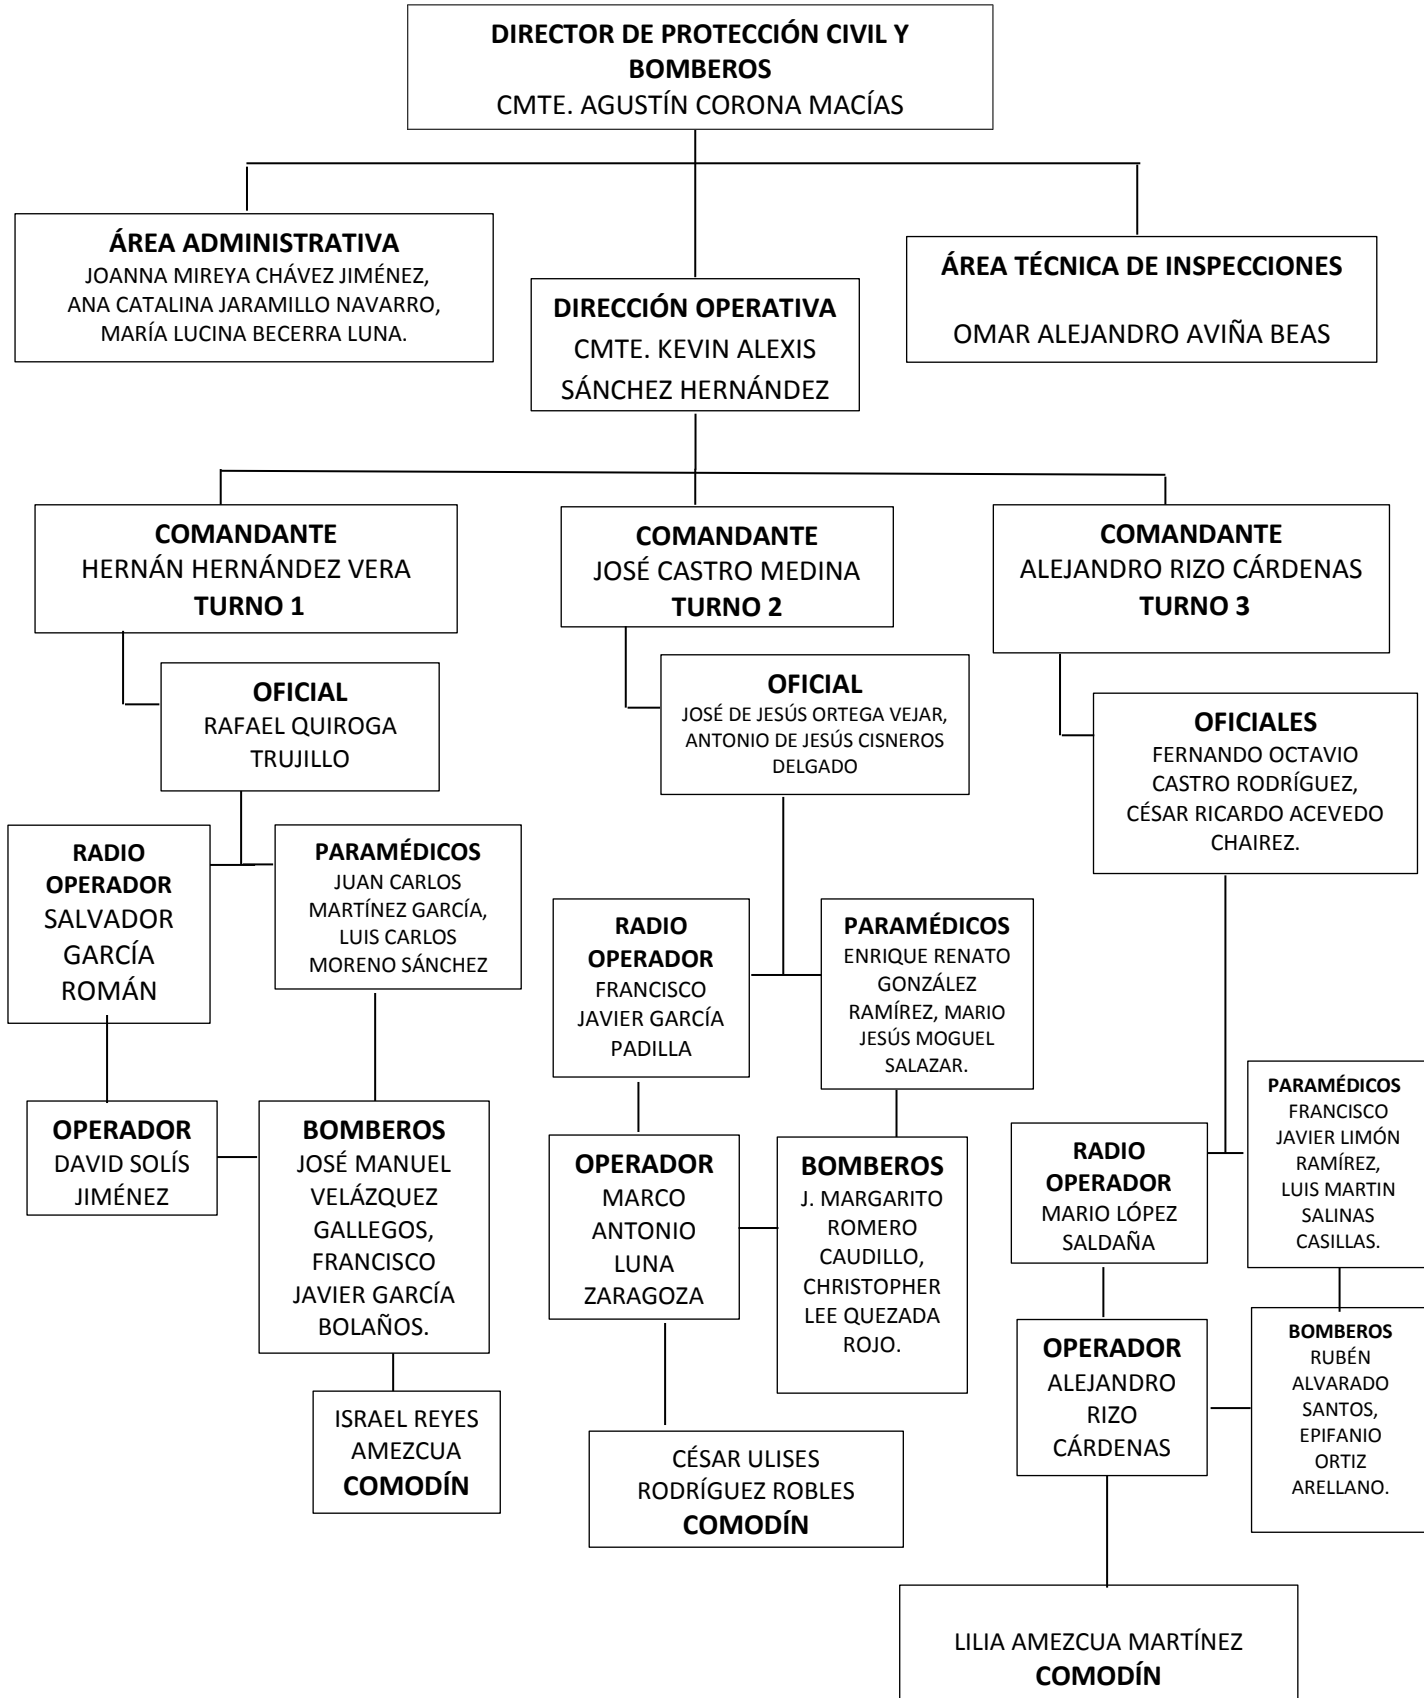 DIRECTOR DE PROTECCIÓN CIVIL Y
BOMBEROS
CMTE. AGUSTÍN CORONA MACÍAS
ÁREA ADMINISTRATIVA
JOANNA MIREYA CHÁVEZ JIMÉNEZ,
ANA CATALINA JARAMILLO NAVARRO,
MARÍA LUCINA BECERRA LUNA.
DIRECCIÓN OPERATIVA
CMTE. KEVIN ALEXIS
SÁNCHEZ HERNÁNDEZ
ÁREA TÉCNICA DE INSPECCIONES
OMAR ALEJANDRO AVIÑA BEAS
COMANDANTE
HERNÁN HERNÁNDEZ VERA
TURNO 1
COMANDANTE
JOSÉ CASTRO MEDINA
TURNO 2
COMANDANTE
ALEJANDRO RIZO CÁRDENAS
TURNO 3
OFICIAL
RAFAEL QUIROGA
TRUJILLO
OFICIAL
JOSÉ DE JESÚS ORTEGA VEJAR,
ANTONIO DE JESÚS CISNEROS
DELGADO
OFICIALES
FERNANDO OCTAVIO
CASTRO RODRÍGUEZ,
CÉSAR RICARDO ACEVEDO
CHAIREZ.
RADIO
OPERADOR
SALVADOR
GARCÍA
ROMÁN
PARAMÉDICOS
JUAN CARLOS
MARTÍNEZ GARCÍA,
LUIS CARLOS
MORENO SÁNCHEZ
RADIO
OPERADOR
FRANCISCO
JAVIER GARCÍA
PADILLA
PARAMÉDICOS
ENRIQUE RENATO
GONZÁLEZ
RAMÍREZ, MARIO
JESÚS MOGUEL
SALAZAR.
RADIO
OPERADOR
MARIO LÓPEZ
SALDAÑA
PARAMÉDICOS
FRANCISCO
JAVIER LIMÓN
RAMÍREZ,
LUIS MARTIN
SALINAS
CASILLAS.
OPERADOR
DAVID SOLÍS
JIMÉNEZ
BOMBEROS
JOSÉ MANUEL
VELÁZQUEZ
GALLEGOS,
FRANCISCO
JAVIER GARCÍA
BOLAÑOS.
OPERADOR
MARCO
ANTONIO
LUNA
ZARAGOZA
BOMBEROS
J. MARGARITO
ROMERO
CAUDILLO,
CHRISTOPHER
LEE QUEZADA
ROJO.
OPERADOR
ALEJANDRO
RIZO
CÁRDENAS
BOMBEROS
RUBÉN
ALVARADO
SANTOS,
EPIFANIO
ORTIZ
ARELLANO.
ISRAEL REYES
AMEZCUA
COMODÍN
CÉSAR ULISES
RODRÍGUEZ ROBLES
COMODÍN
LILIA AMEZCUA MARTÍNEZ
COMODÍN